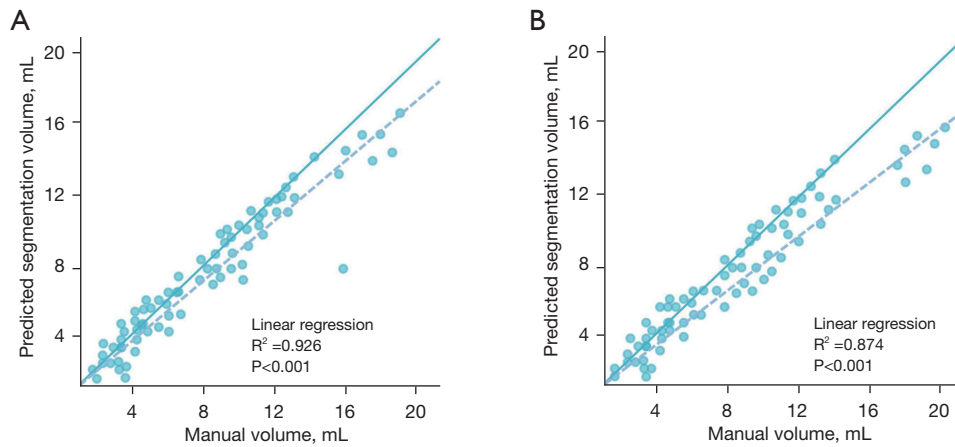 A
Predicted segmentation volume, mL
20
16
12
8
4
Linear regression
R² =0.926
P<0.001
4 8 12 16 20
Manual volume, mL
B
Predicted segmentation volume, mL
20
16
12
8
4
Linear regression
R² =0.874
P<0.001
4 8 12 16 20
Manual volume, mL